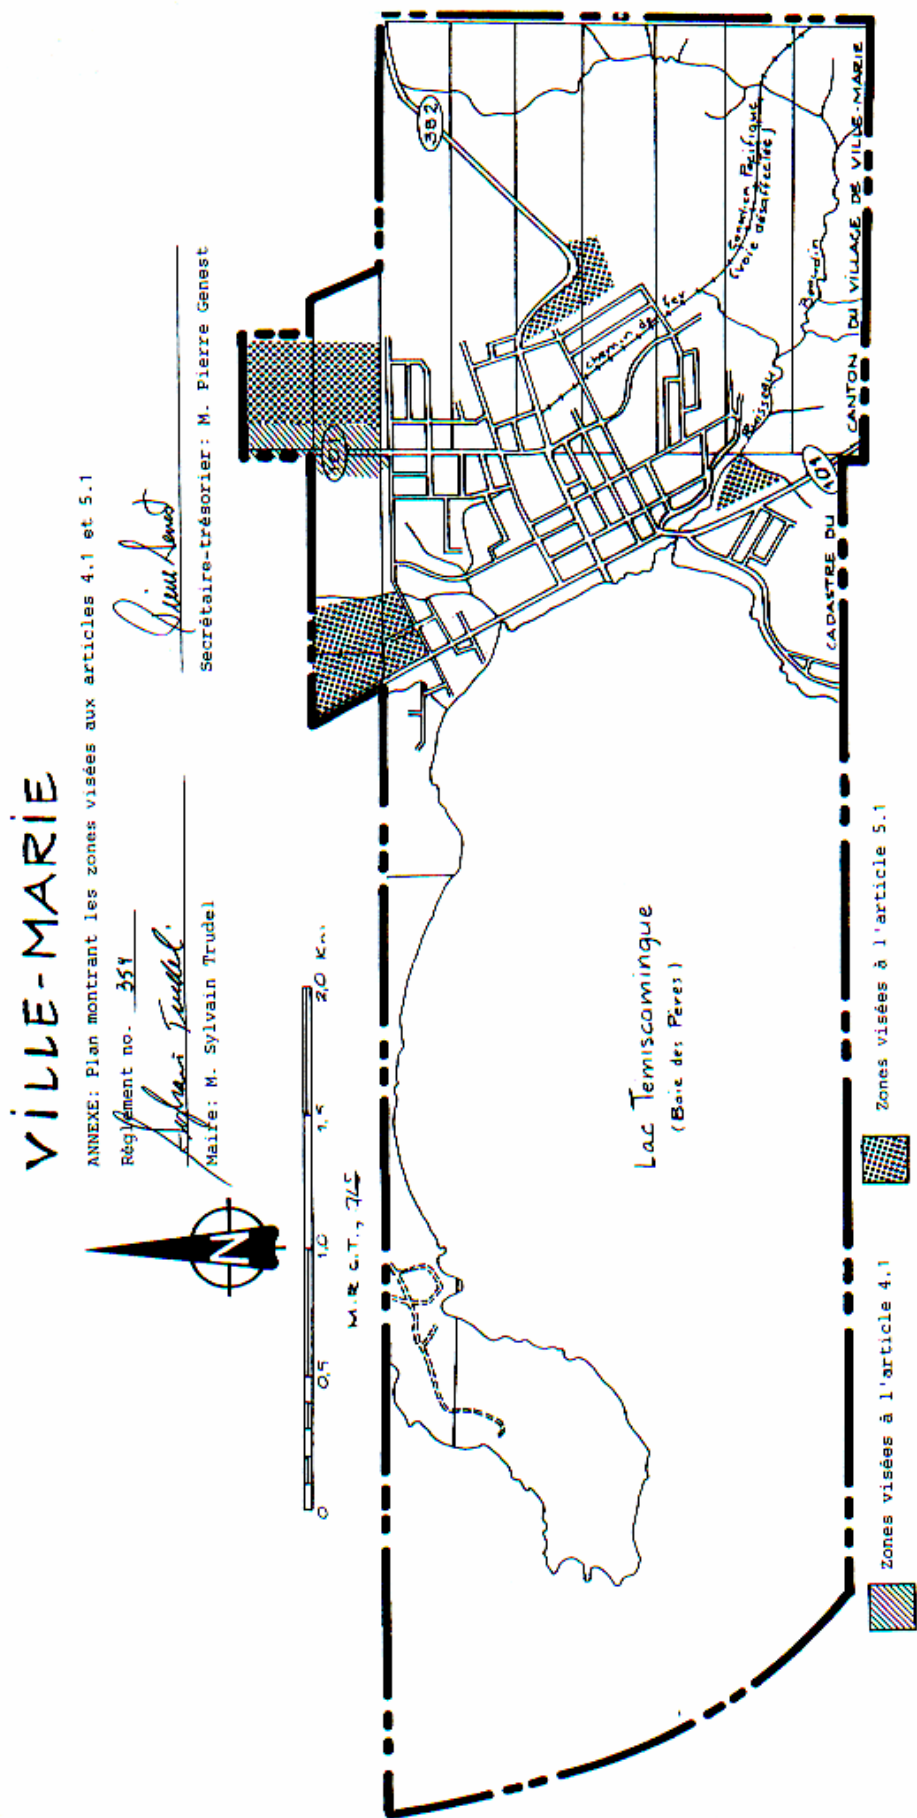 VILLE-MARIE
ANNEXE: Plan montrant les zones visées aux articles 4.1 et 5.1
Règlement no. 354
Maire: M. Sylvain Trudel
Secrétaire-trésorier: M. Pierre Genest
N
0 0,5 1,0 1,5 2,0 Km.
M.R.C.T.,
101
382
Chemin de fer
Canadien Pacifique
(voie désaffectée)
Ruisseau Boudin
101
Lac Témiscamingue
(Baie des Pères)
CADASTRE DU CANTON DU VILLAGE DE VILLE-MARIE
Zones visées à l'article 4.1
Zones visées à l'article 5.1